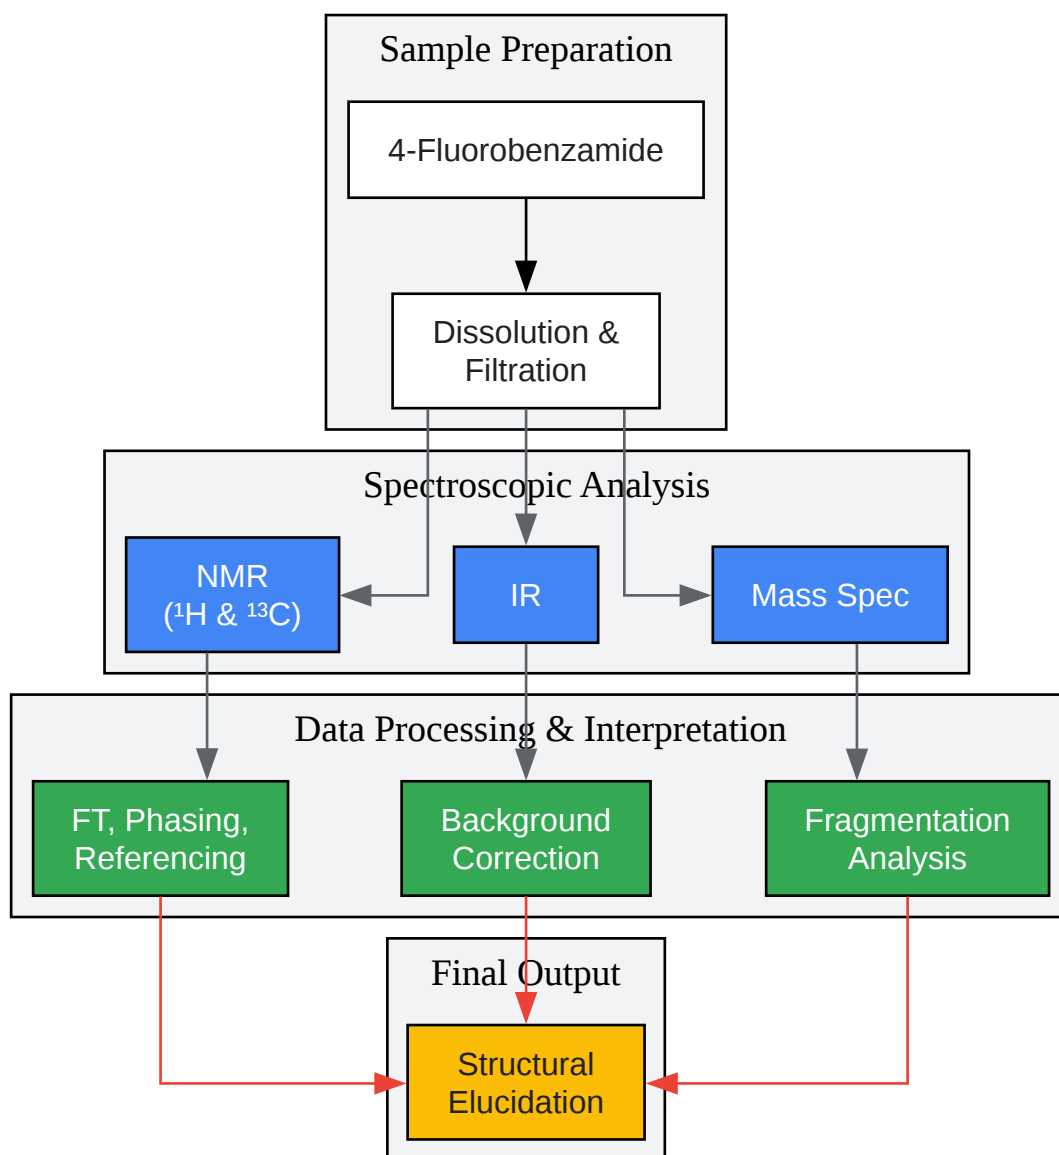 Sample Preparation
4-Fluorobenzamide
Dissolution &
Filtration
Spectroscopic Analysis
NMR
(¹H & ¹³C)
IR
Mass Spec
Data Processing & Interpretation
FT, Phasing,
Referencing
Background
Correction
Fragmentation
Analysis
Final Output
Structural
Elucidation